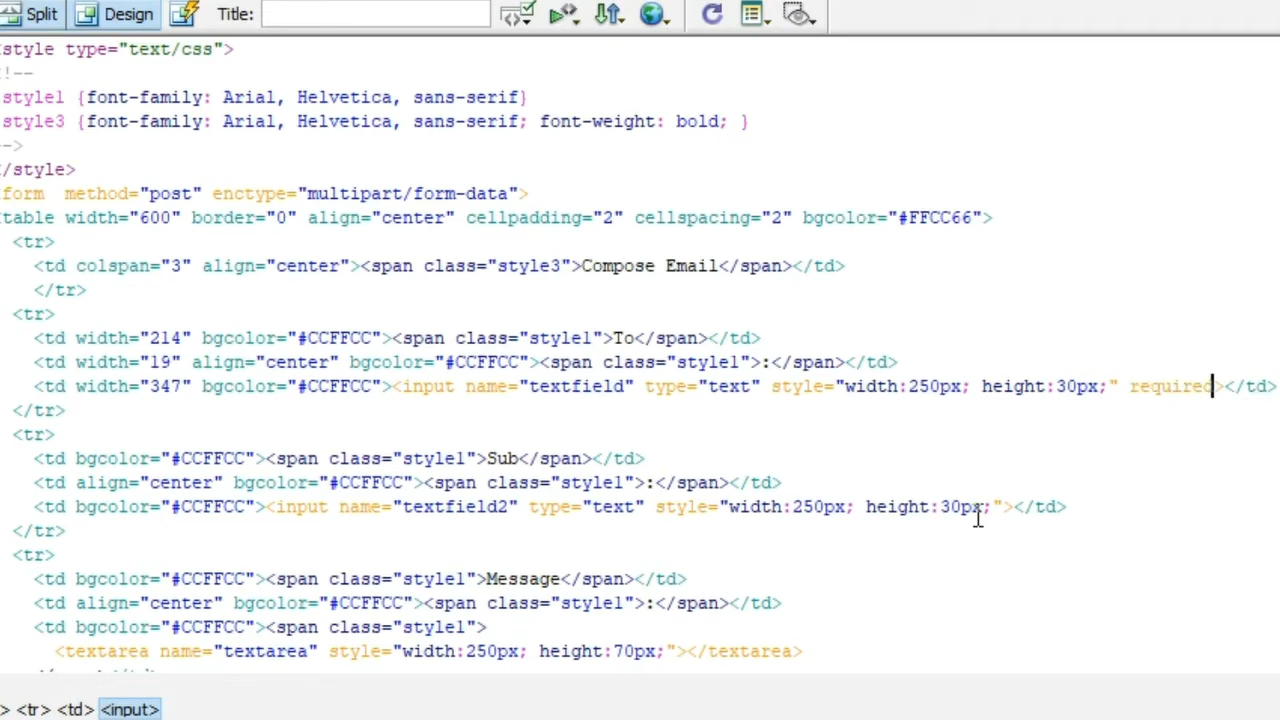 Split Design Title:
style type="text/css">
!--
style1 {font-family: Arial, Helvetica, sans-serif}
style3 {font-family: Arial, Helvetica, sans-serif; font-weight: bold; }
-->
/style>
form  method="post" enctype="multipart/form-data">
table width="600" border="0" align="center" cellpadding="2" cellspacing="2" bgcolor="#FFCC66">
<tr>
<td colspan="3" align="center"><span class="style3">Compose Email</span></td>
</tr>
<tr>
<td width="214" bgcolor="#CCFFCC"><span class="style1">To</span></td>
<td width="19" align="center" bgcolor="#CCFFCC"><span class="style1">:</span></td>
<td width="347" bgcolor="#CCFFCC"><input name="textfield" type="text" style="width:250px; height:30px;" required></td>
</tr>
<tr>
<td bgcolor="#CCFFCC"><span class="style1">Sub</span></td>
<td align="center" bgcolor="#CCFFCC"><span class="style1">:</span></td>
<td bgcolor="#CCFFCC"><input name="textfield2" type="text" style="width:250px; height:30px;"></td>
</tr>
<tr>
<td bgcolor="#CCFFCC"><span class="style1">Message</span></td>
<td align="center" bgcolor="#CCFFCC"><span class="style1">:</span></td>
<td bgcolor="#CCFFCC"><span class="style1">
<textarea name="textarea" style="width:250px; height:70px;"></textarea>
> <tr> <td> <input>